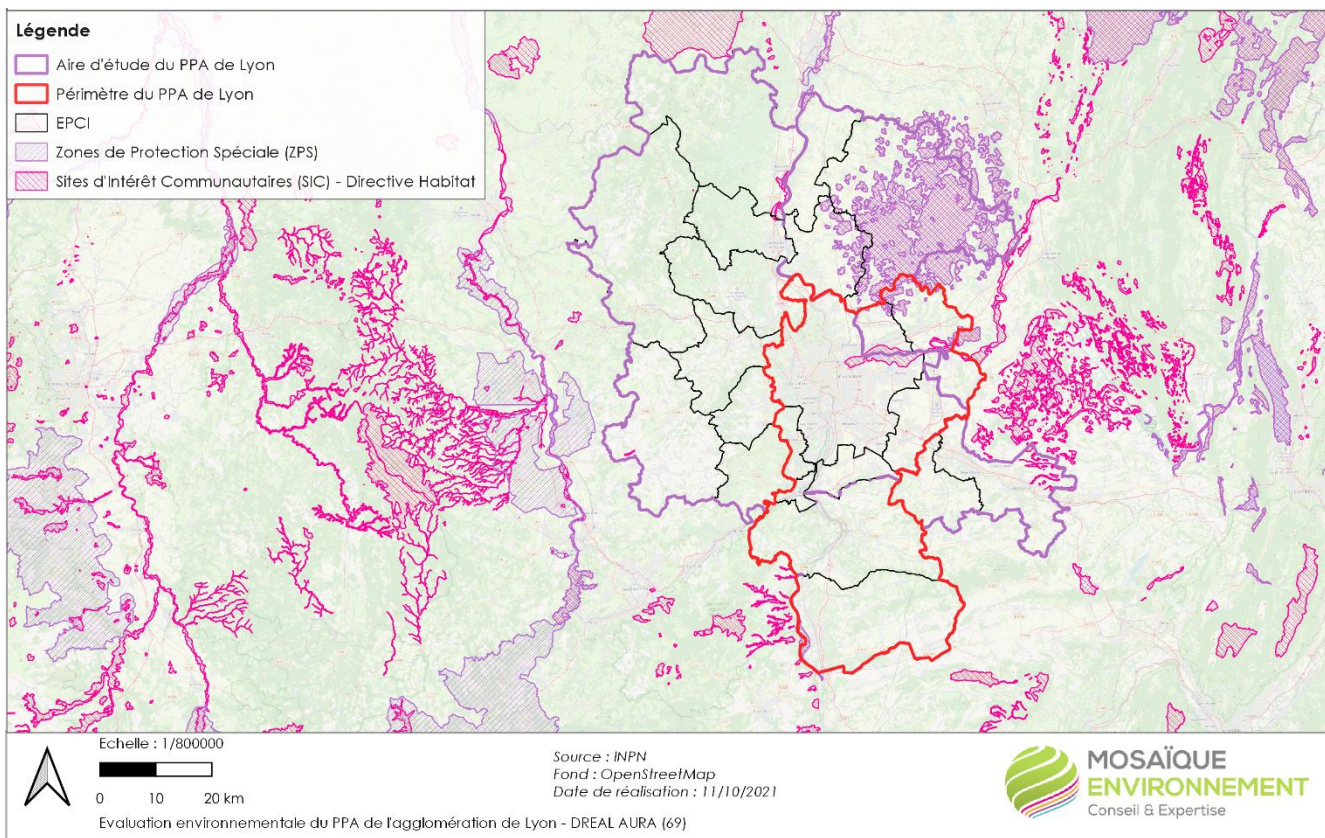 Légende
Aire d'étude du PPA de Lyon
Périmètre du PPA de Lyon
EPCI
Zones de Protection Spéciale (ZPS)
Sites d'Intérêt Communautaires (SIC) - Directive Habitat
Echelle : 1/800000
0 10 20 km
Source : INPN
Fond : OpenStreetMap
Date de réalisation : 11/10/2021
Evaluation environnementale du PPA de l'agglomération de Lyon - DREAL AURA (69)
MOSAÏQUE
ENVIRONNEMENT
Conseil & Expertise